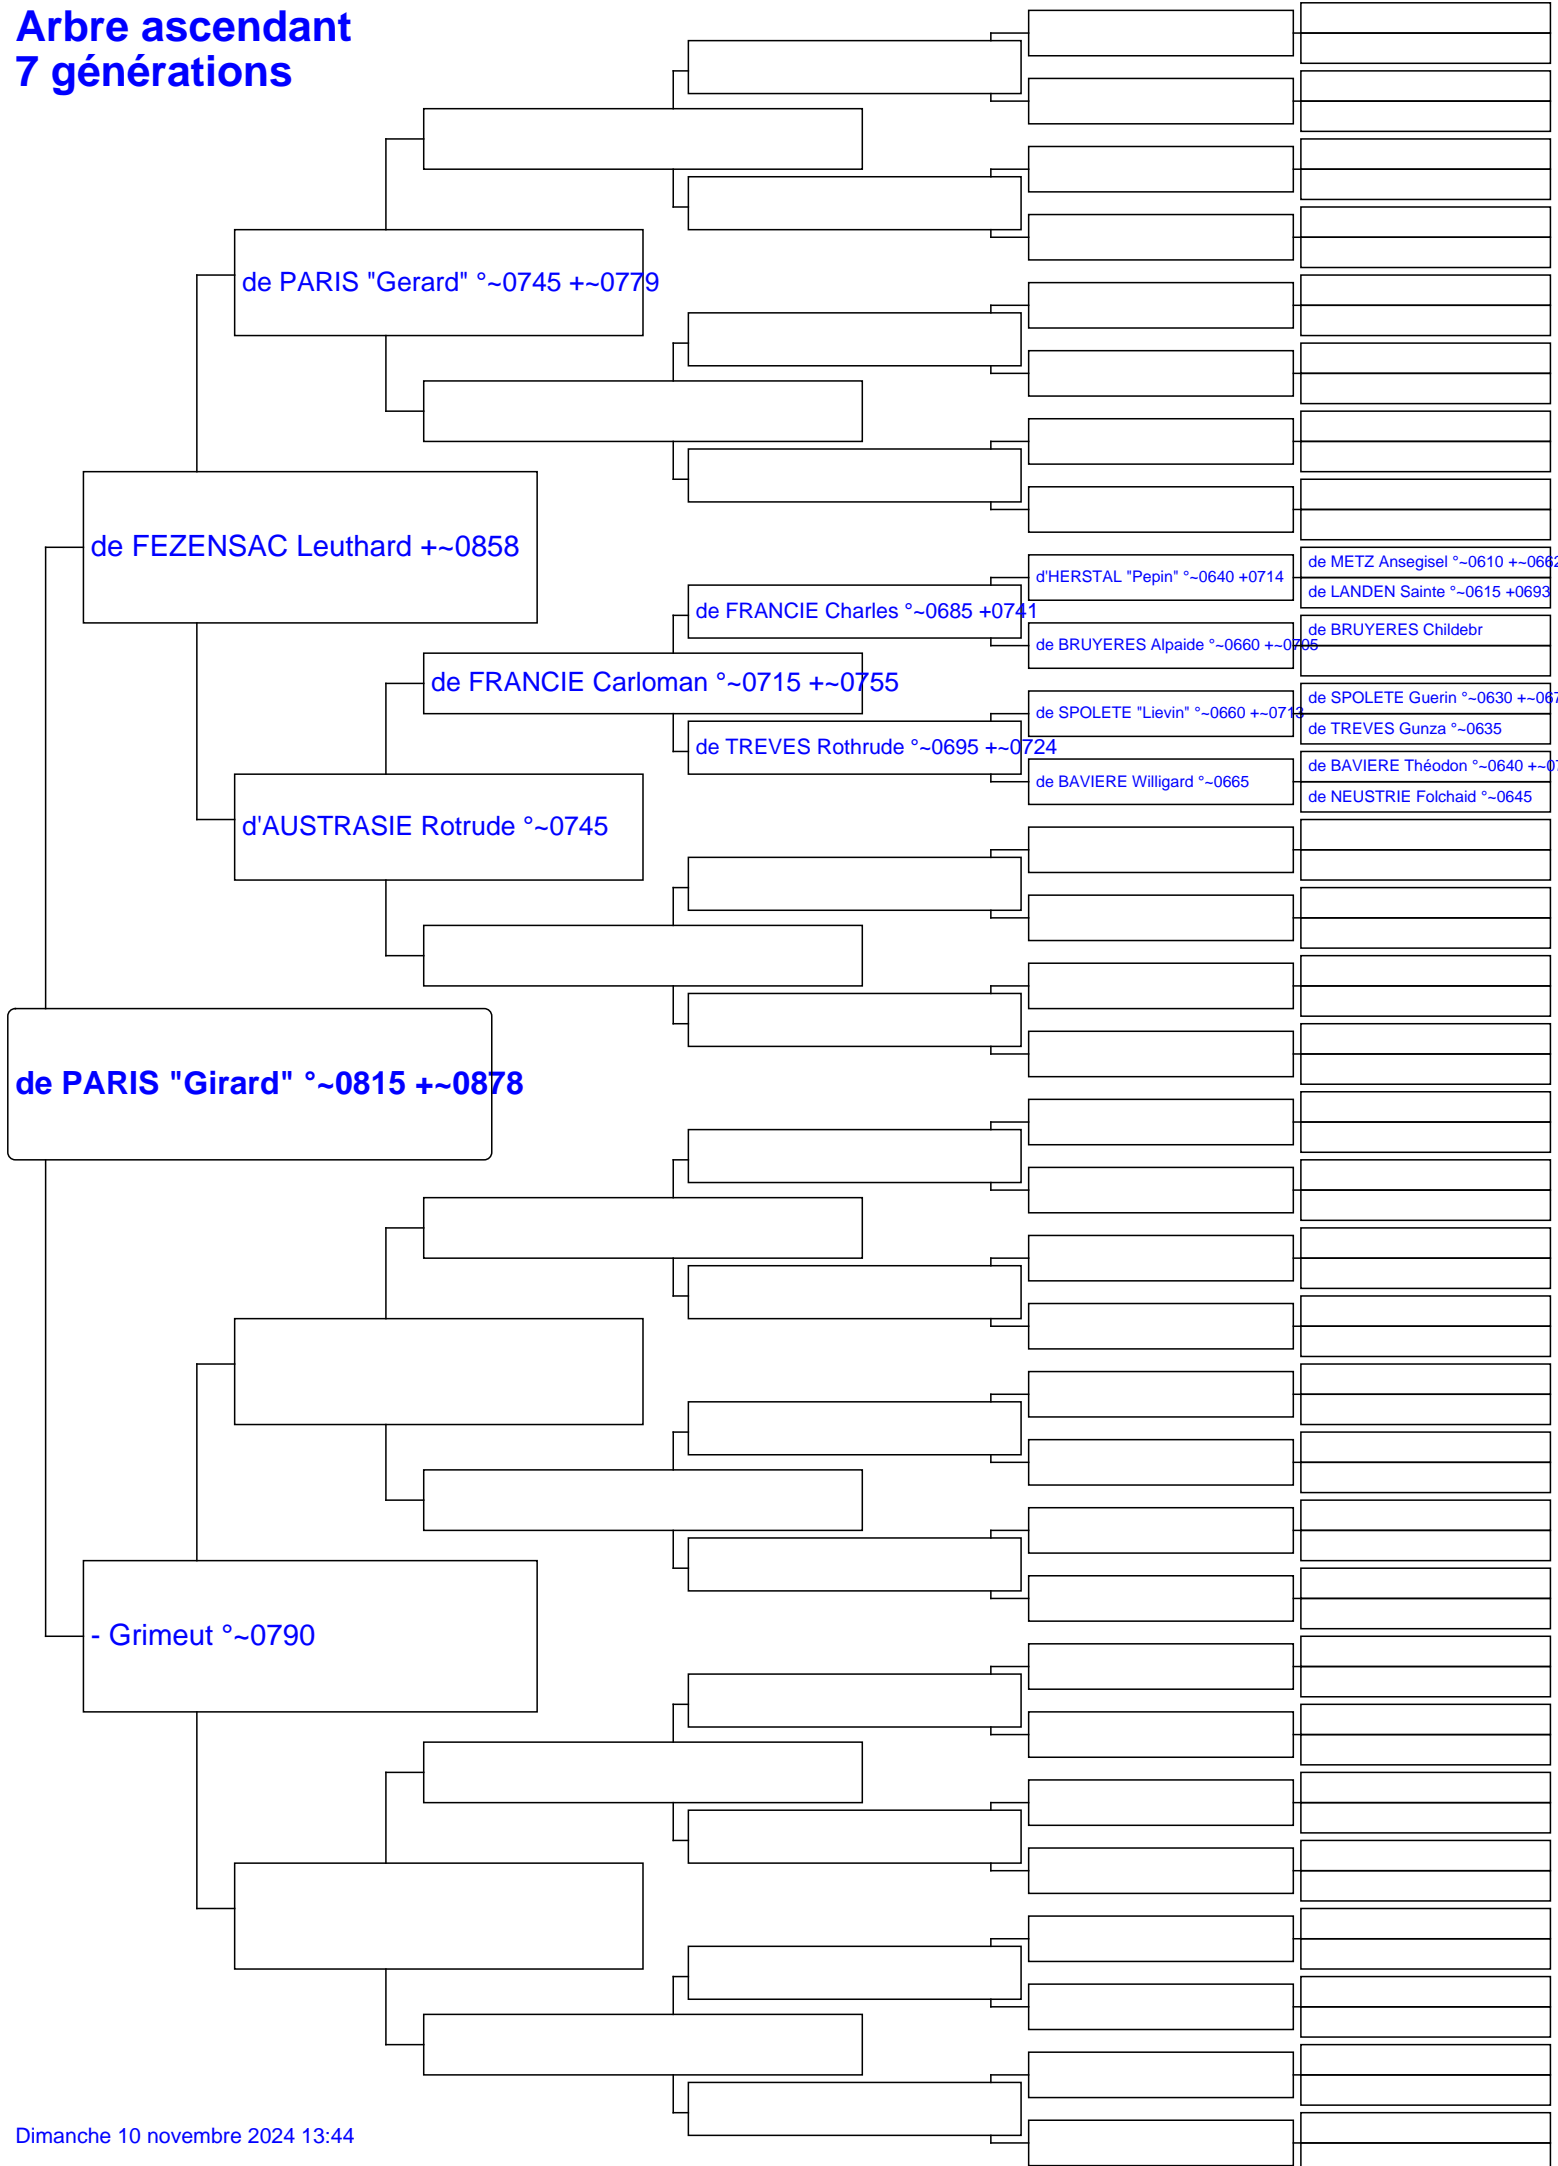 Arbre ascendant
7 générations
de PARIS "Gerard" °~0745 +~0779
de FEZENSAC Leuthard +~0858
d'HERSTAL "Pepin" °~0640 +0714
de METZ Ansegisel °~0610 +~0662
de LANDEN Sainte °~0615 +0693
de FRANCIE Charles °~0685 +0741
de BRUYERES Alpaide °~0660 +~0705
de BRUYERES Childebr
de FRANCIE Carloman °~0715 +~0755
de SPOLETE "Lievin" °~0660 +~0713
de SPOLETE Guerin °~0630 +~067
de TREVES Gunza °~0635
de TREVES Rothrude °~0695 +~0724
de BAVIERE Willigard °~0665
de BAVIERE Théodon °~0640 +~07
de NEUSTRIE Folchaid °~0645
d'AUSTRASIE Rotrude °~0745
de PARIS "Girard" °~0815 +~0878
- Grimeut °~0790
Dimanche 10 novembre 2024 13:44